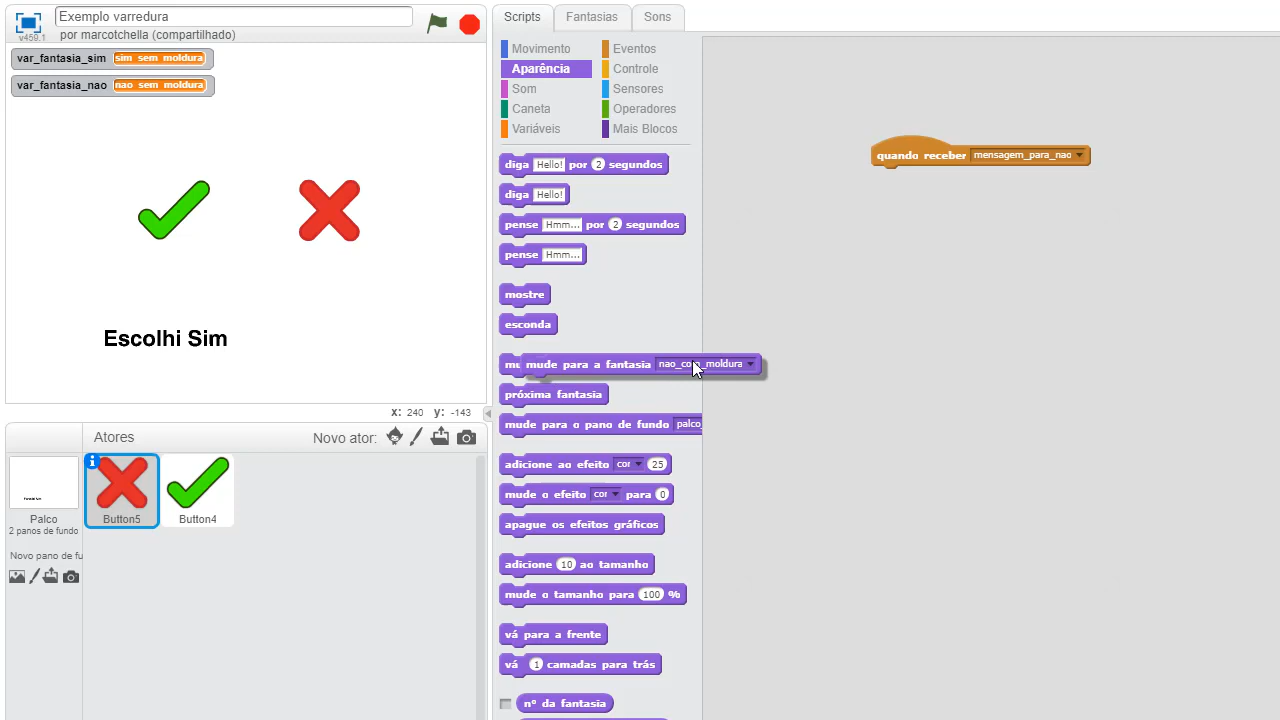 Exemplo varredura
por marcotchella (compartilhado)
v459.1
var_fantasia_sim sim sem moldura
var_fantasia_nao nao sem moldura
Escolhi Sim
x: 240 y: -143
Atores
Novo ator:
Palco
2 panos de fundo
Novo pano de fu
Button5
Button4
Scripts Fantasias Sons
Movimento Eventos
Aparência Controle
Som Sensores
Caneta Operadores
Variáveis Mais Blocos
diga Hello! por 2 segundos
diga Hello!
pense Hmm... por 2 segundos
pense Hmm...
mostre
esconda
mu mude para a fantasia nao_com_moldura
próxima fantasia
mude para o pano de fundo palco_
adicione ao efeito cor 25
mude o efeito cor para 0
apague os efeitos gráficos
adicione 10 ao tamanho
mude o tamanho para 100 %
vá para a frente
vá 1 camadas para trás
nº da fantasia
quando receber mensagem_para_nao